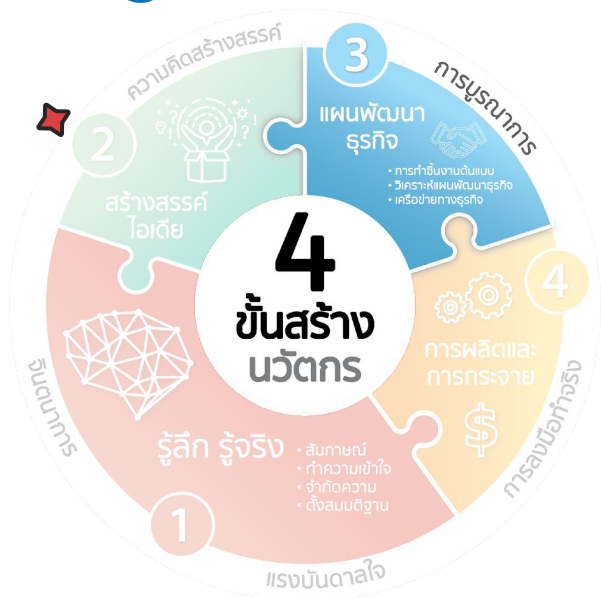 4
ขั้นสร้าง
นวัตกร
1
รู้ลึก รู้จริง
• สัมภาษณ์
• ทำความเข้าใจ
• จำกัดความ
• ตั้งสมมติฐาน
2
สร้างสรรค์
ไอเดีย
3
แผนพัฒนา
ธุรกิจ
• การทำชิ้นงานต้นแบบ
• วิเคราะห์แผนพัฒนาธุรกิจ
• เครือข่ายทางธุรกิจ
4
การผลิตและ
การกระจาย
$
แรงบันดาลใจ
จินตนาการ
ความคิดสร้างสรรค์
การบูรณาการ
การลงมือทำจริง